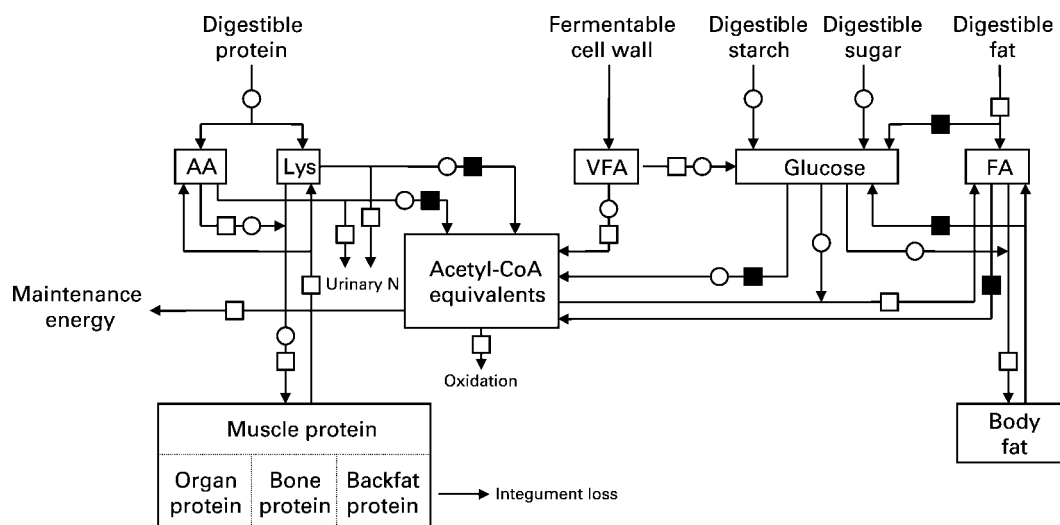 Digestible
protein
Fermentable
cell wall
Digestible
starch
Digestible
sugar
Digestible
fat
AA
Lys
VFA
Glucose
FA
Urinary N
Acetyl-CoA
equivalents
Maintenance
energy
Oxidation
Muscle protein
Organ
protein
Bone
protein
Backfat
protein
Integument loss
Body
fat